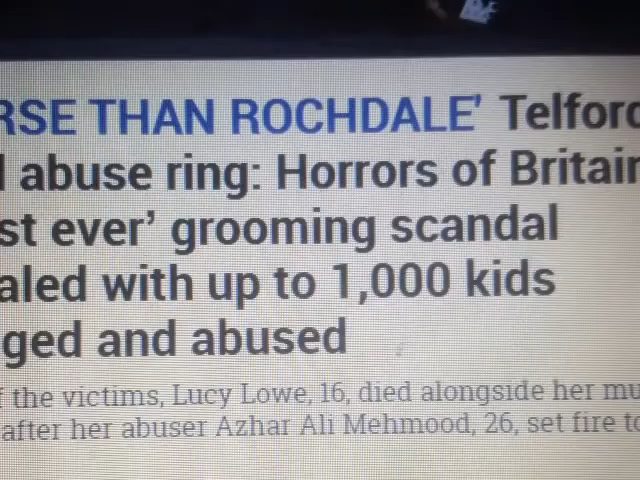 RSE THAN ROCHDALE' Telford
l abuse ring: Horrors of Britain
st ever’ grooming scandal
aled with up to 1,000 kids
ged and abused
f the victims, Lucy Lowe, 16, died alongside her mu
after her abuser Azhar Ali Mehmood, 26, set fire to